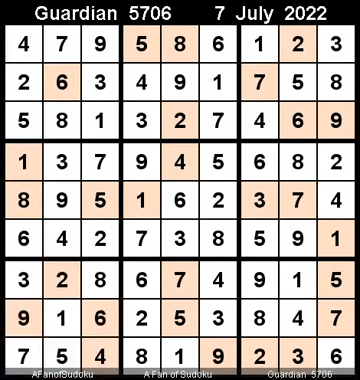 Guardian 5706 7 July 2022
4 7 9 5 8 6 1 2 3
2 6 3 4 9 1 7 5 8
5 8 1 3 2 7 4 6 9
1 3 7 9 4 5 6 8 2
8 9 5 1 6 2 3 7 4
6 4 2 7 3 8 5 9 1
3 2 8 6 7 4 9 1 5
9 1 6 2 5 3 8 4 7
7 5 4 8 1 9 2 3 6
AFanofSudoku A Fan of Sudoku Guardian 5706